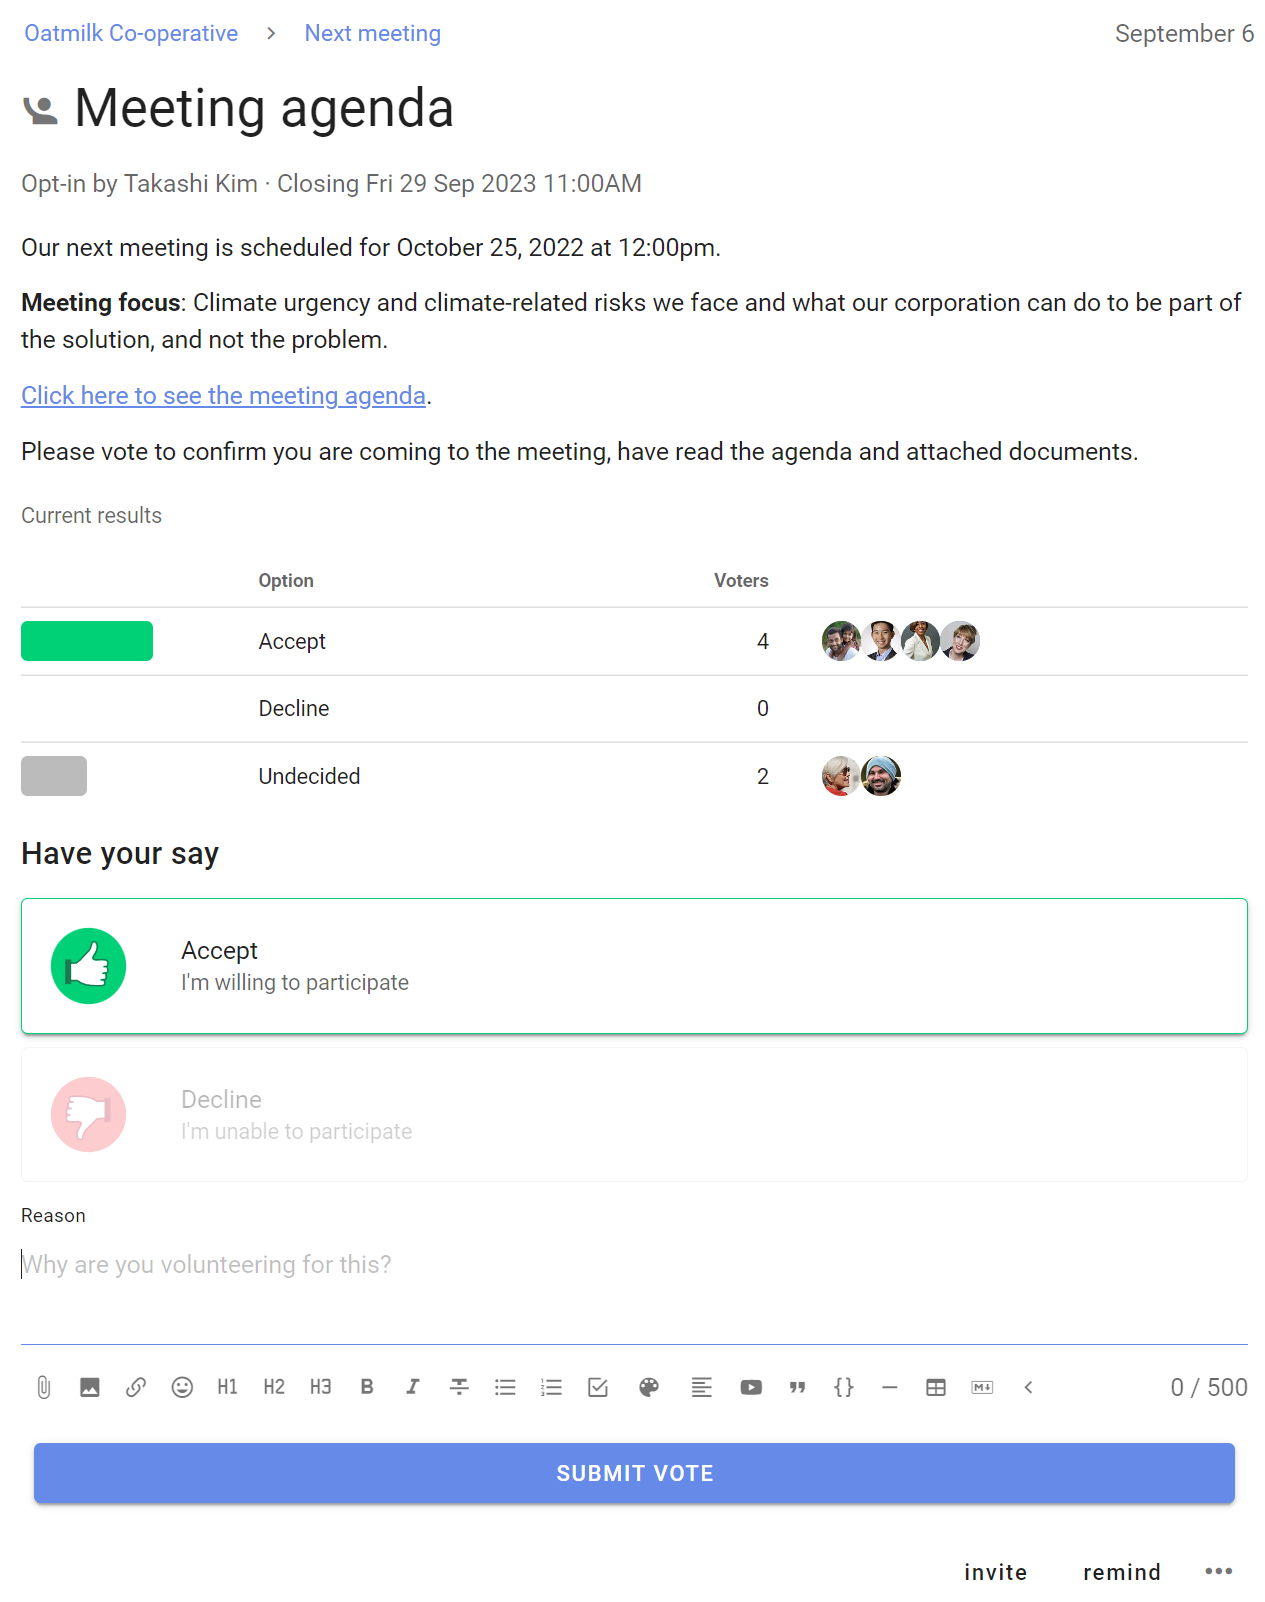 Oatmilk Co-operative > Next meeting September 6
Meeting agenda
Opt-in by Takashi Kim · Closing Fri 29 Sep 2023 11:00AM
Our next meeting is scheduled for October 25, 2022 at 12:00pm.
Meeting focus: Climate urgency and climate-related risks we face and what our corporation can do to be part of
the solution, and not the problem.
Click here to see the meeting agenda.
Please vote to confirm you are coming to the meeting, have read the agenda and attached documents.
Current results
Option Voters
Accept 4
Decline 0
Undecided 2
Have your say
Accept
I'm willing to participate
Decline
I'm unable to participate
Reason
Why are you volunteering for this?
H1 H2 H3 B I 0 / 500
SUBMIT VOTE
invite remind